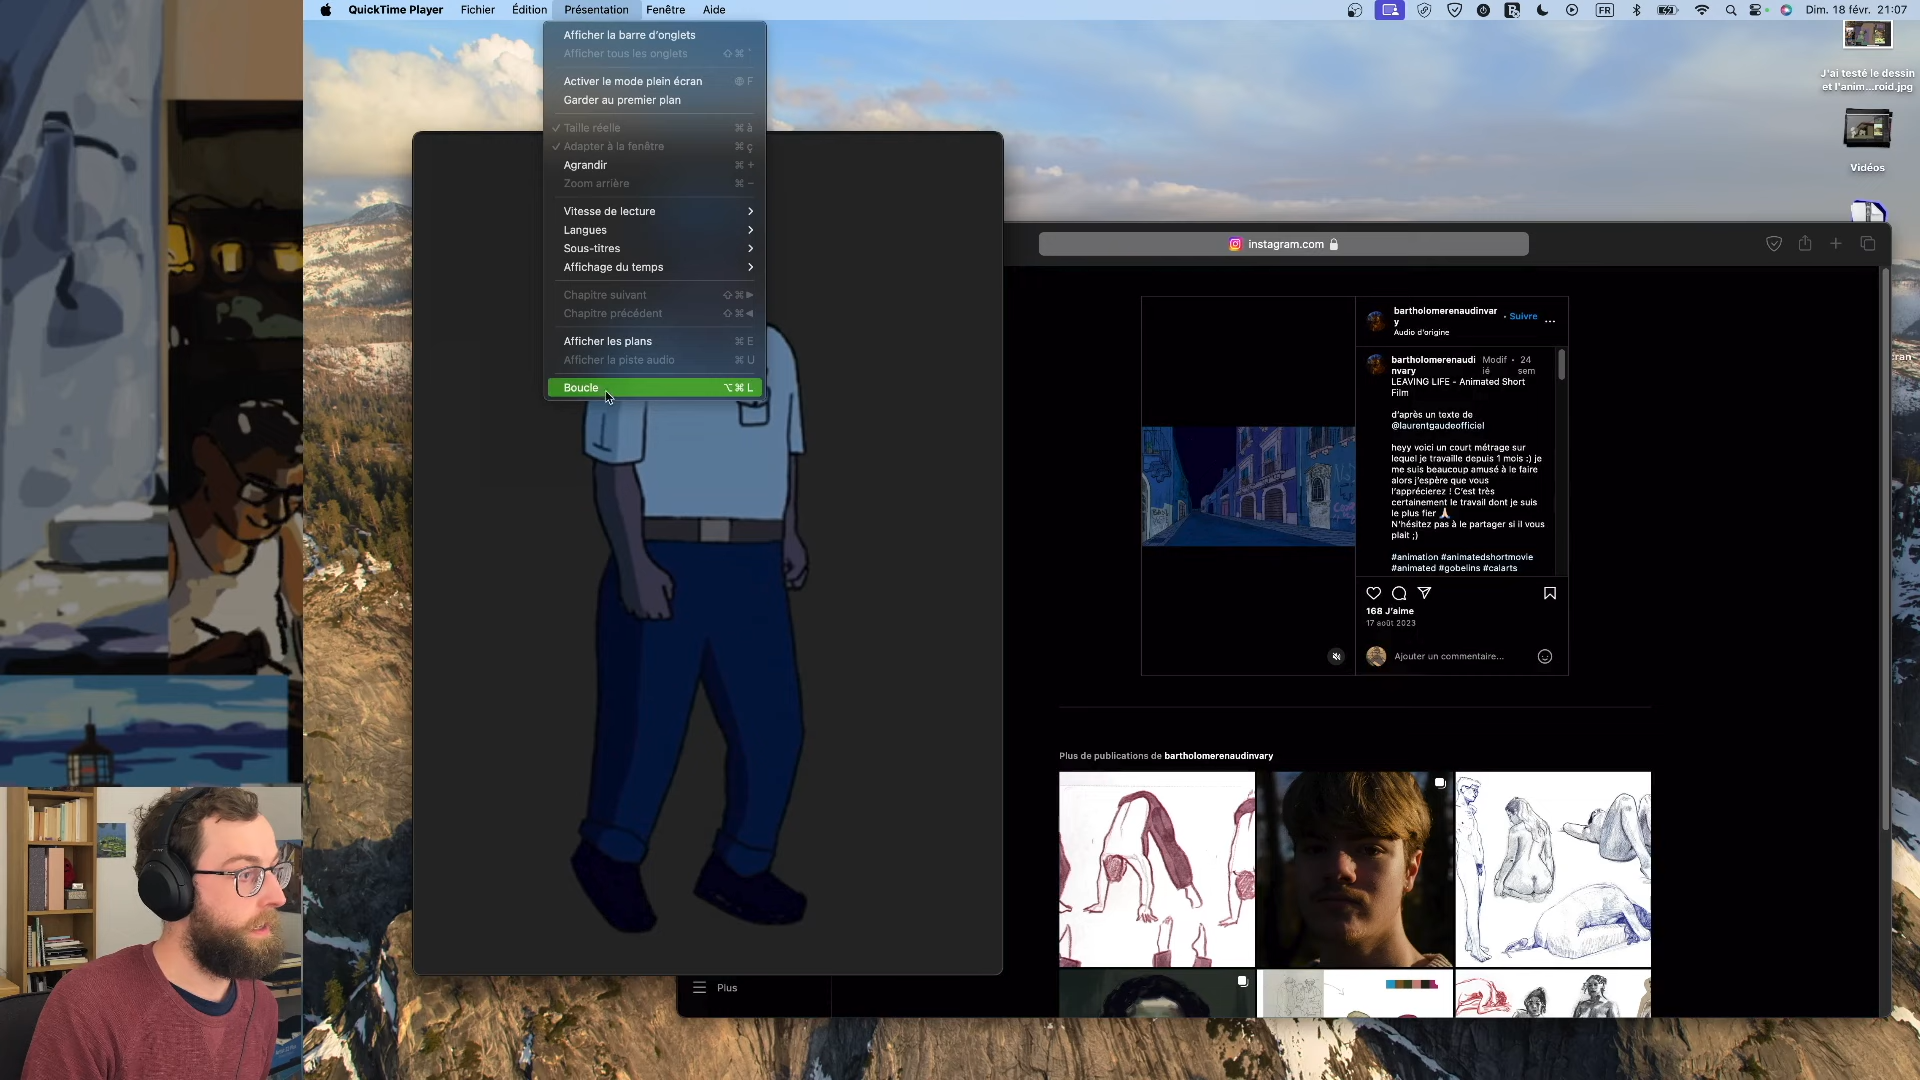 QuickTime Player Fichier Édition Présentation Fenêtre Aide
FR Dim. 18 févr. 21:07
Afficher la barre d'onglets
Afficher tous les onglets
Activer le mode plein écran F
Garder au premier plan
✓ Taille réelle ⌘ à
✓ Adapter à la fenêtre ⌘ ç
Agrandir ⌘ +
Zoom arrière ⌘ −
Vitesse de lecture
Langues
Sous-titres
Affichage du temps
Chapitre suivant ⇧⌘▶
Chapitre précédent ⇧⌘◀
Afficher les plans ⌘ E
Afficher la piste audio ⌘ U
Boucle ⌥⌘ L
J'ai testé le dessin
et l'anim...roid.jpg
Vidéos
instagram.com
bartholomerenaudinvar
y
• Suivre ...
Audio d'origine
bartholomerenaudi
nvary
Modif
ié
• 24
sem
LEAVING LIFE - Animated Short
Film
d'après un texte de
@laurentgaudeofficiel
heyy voici un court métrage sur
lequel je travaille depuis 1 mois :) je
me suis beaucoup amusé à le faire
alors j'espère que vous
l'apprécierez ! C'est très
certainement le travail dont je suis
le plus fier 🙏🏻
N'hésitez pas à le partager si il vous
plait ;)
#animation #animatedshortmovie
#animated #gobelins #calarts
168 J'aime
17 août 2023
Ajouter un commentaire...
Plus de publications de bartholomerenaudinvary
Plus